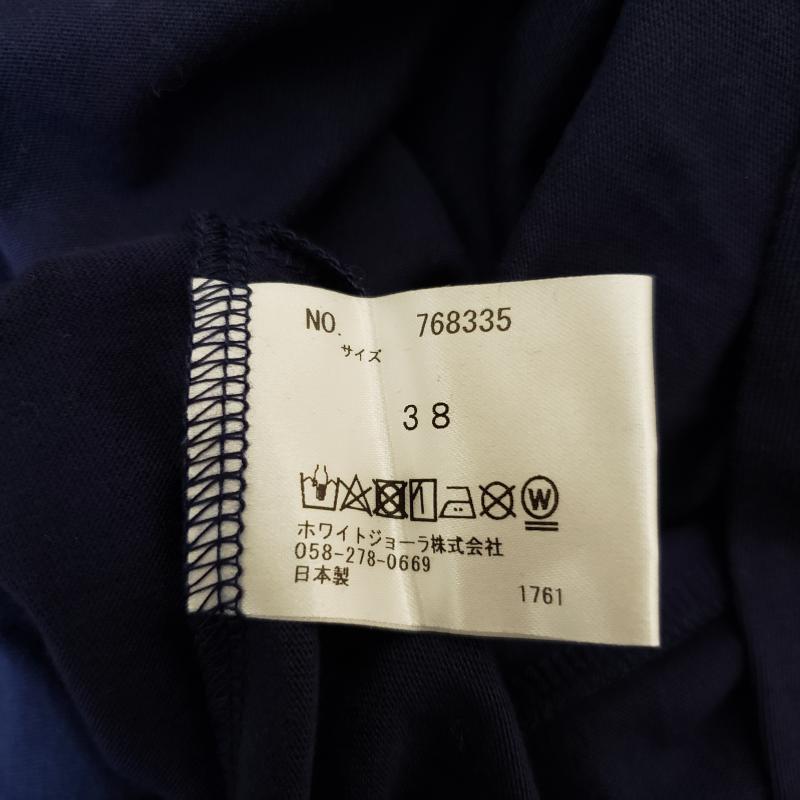 NO. 768335
サイズ
38
W
ホワイトジョーラ株式会社
058-278-0669
日本製
1761